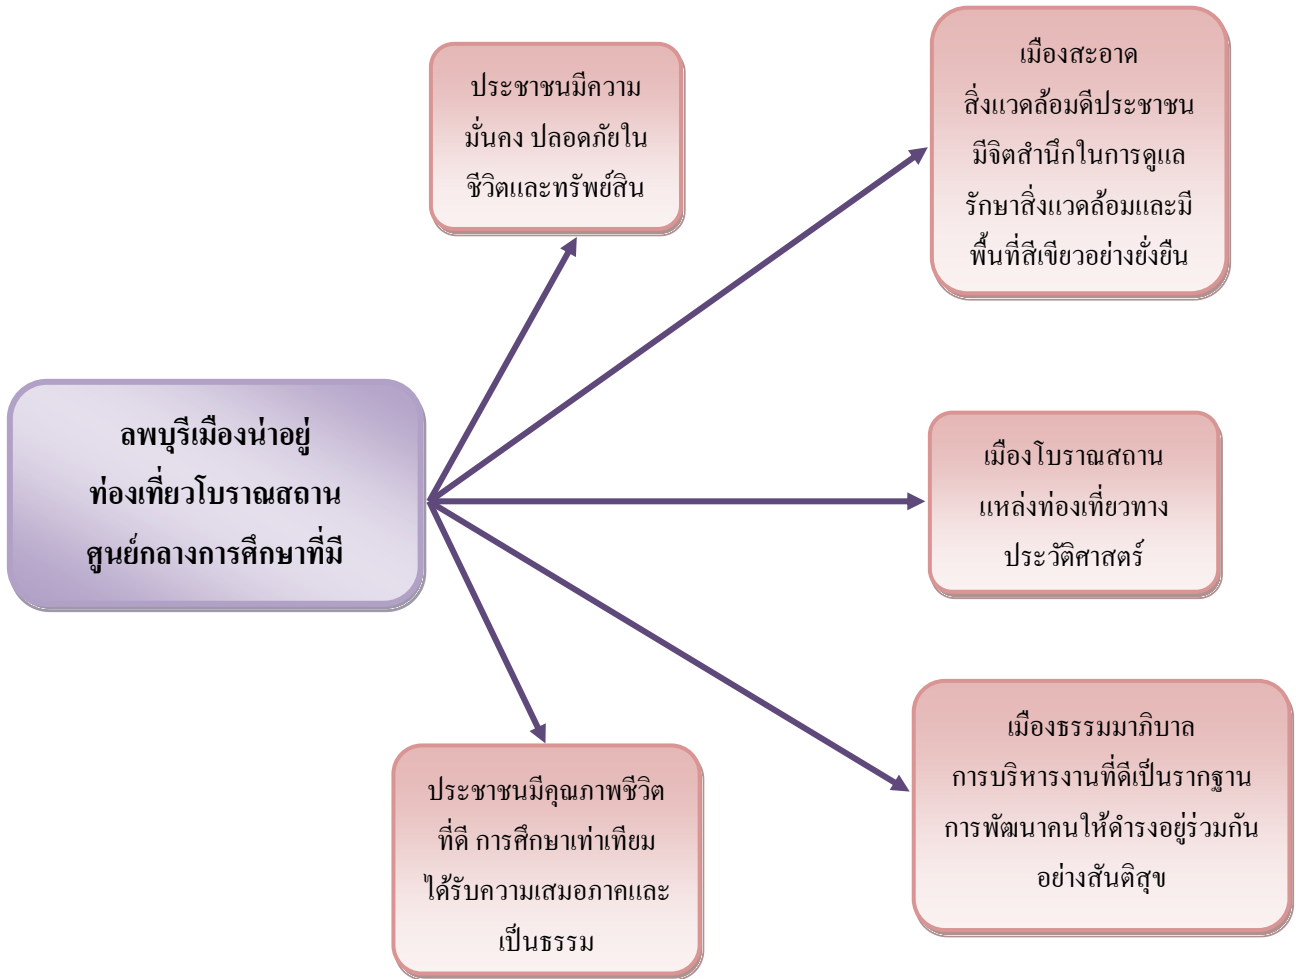 ประชาชนมีความ
มั่นคง ปลอดภัยใน
ชีวิตและทรัพย์สิน
เมืองสะอาด
สิ่งแวดล้อมดีประชาชน
มีจิตสำนึกในการดูแล
รักษาสิ่งแวดล้อมและมี
พื้นที่สีเขียวอย่างยั่งยืน
ลพบุรีเมืองน่าอยู่
ท่องเที่ยวโบราณสถาน
ศูนย์กลางการศึกษาที่มี
เมืองโบราณสถาน
แหล่งท่องเที่ยวทาง
ประวัติศาสตร์
ประชาชนมีคุณภาพชีวิต
ที่ดี การศึกษาเท่าเทียม
ได้รับความเสมอภาคและ
เป็นธรรม
เมืองธรรมมาภิบาล
การบริหารงานที่ดีเป็นรากฐาน
การพัฒนาคนให้ดำรงอยู่ร่วมกัน
อย่างสันติสุข